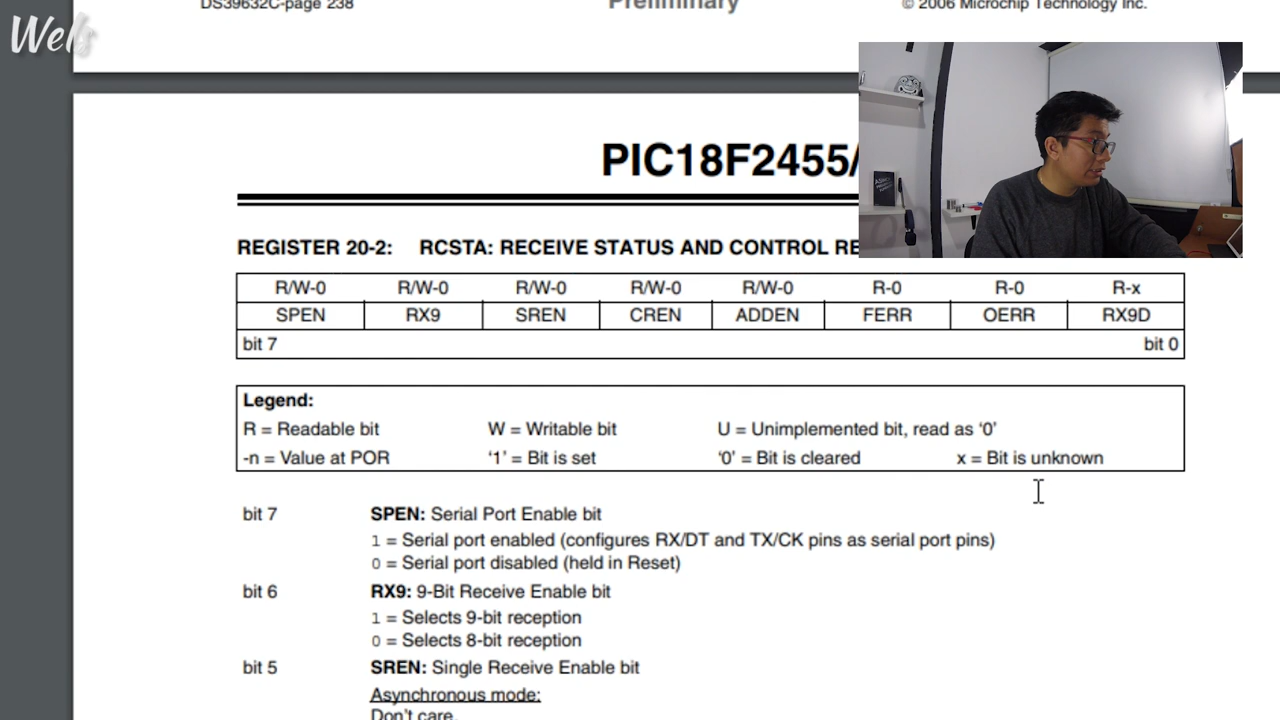 DS39632C-page 238 Preliminary © 2006 Microchip Technology Inc.
Wels
PIC18F2455/
REGISTER 20-2: RCSTA: RECEIVE STATUS AND CONTROL RE
R/W-0 R/W-0 R/W-0 R/W-0 R/W-0 R-0 R-0 R-x
SPEN RX9 SREN CREN ADDEN FERR OERR RX9D
bit 7 bit 0
Legend:
R = Readable bit W = Writable bit U = Unimplemented bit, read as ‘0’
-n = Value at POR ‘1’ = Bit is set ‘0’ = Bit is cleared x = Bit is unknown
bit 7 SPEN: Serial Port Enable bit
1 = Serial port enabled (configures RX/DT and TX/CK pins as serial port pins)
0 = Serial port disabled (held in Reset)
bit 6 RX9: 9-Bit Receive Enable bit
1 = Selects 9-bit reception
0 = Selects 8-bit reception
bit 5 SREN: Single Receive Enable bit
Asynchronous mode:
Don't care.